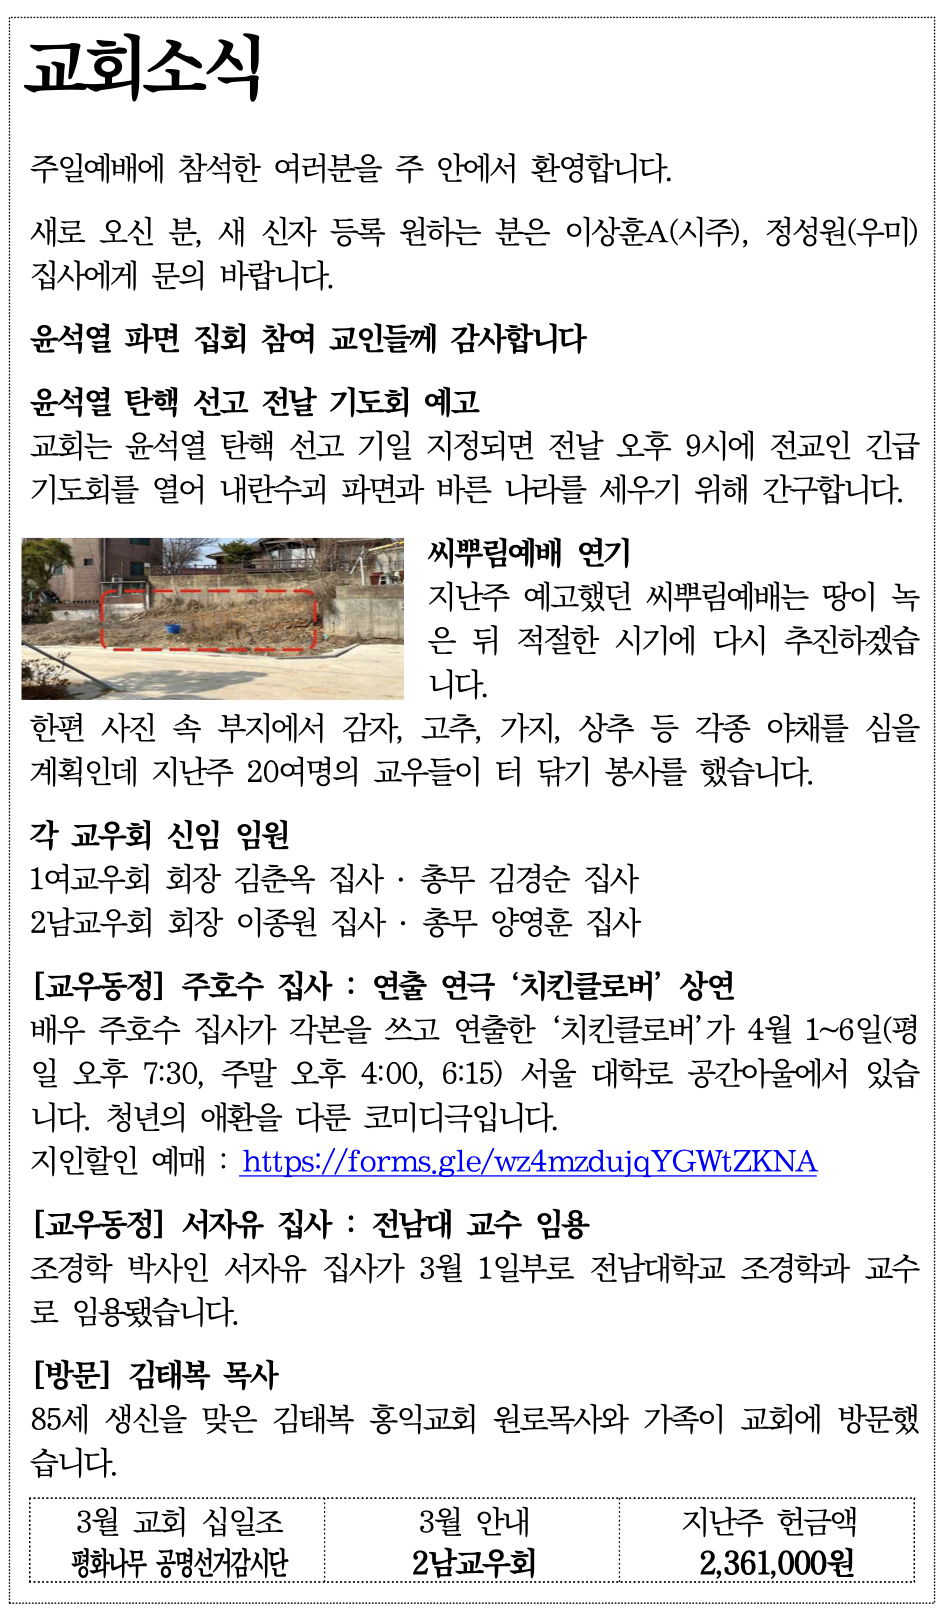 교회소식
주일예배에 참석한 여러분을 주 안에서 환영합니다.
새로 오신 분, 새 신자 등록 원하는 분은 이상훈A(시주), 정성원(우미)
집사에게 문의 바랍니다.
윤석열 파면 집회 참여 교인들께 감사합니다
윤석열 탄핵 선고 전날 기도회 예고
교회는 윤석열 탄핵 선고 기일 지정되면 전날 오후 9시에 전교인 긴급
기도회를 열어 내란수괴 파면과 바른 나라를 세우기 위해 간구합니다.
씨뿌림예배 연기
지난주 예고했던 씨뿌림예배는 땅이 녹
은 뒤 적절한 시기에 다시 추진하겠습
니다.
한편 사진 속 부지에서 감자, 고추, 가지, 상추 등 각종 야채를 심을
계획인데 지난주 20여명의 교우들이 터 닦기 봉사를 했습니다.
각 교우회 신임 임원
1여교우회 회장 김춘옥 집사 · 총무 김경순 집사
2남교우회 회장 이종원 집사 · 총무 양영훈 집사
[교우동정] 주호수 집사 : 연출 연극 ‘치킨클로버’ 상연
배우 주호수 집사가 각본을 쓰고 연출한 ‘치킨클로버’가 4월 1~6일(평
일 오후 7:30, 주말 오후 4:00, 6:15) 서울 대학로 공간아울에서 있습
니다. 청년의 애환을 다룬 코미디극입니다.
지인할인 예매 : https://forms.gle/wz4mzdujqYGWtZKNA
[교우동정] 서자유 집사 : 전남대 교수 임용
조경학 박사인 서자유 집사가 3월 1일부로 전남대학교 조경학과 교수
로 임용됐습니다.
[방문] 김태복 목사
85세 생신을 맞은 김태복 홍익교회 원로목사와 가족이 교회에 방문했
습니다.
3월 교회 십일조 3월 안내 지난주 헌금액
평화나무 공명선거감시단 2남교우회 2,361,000원